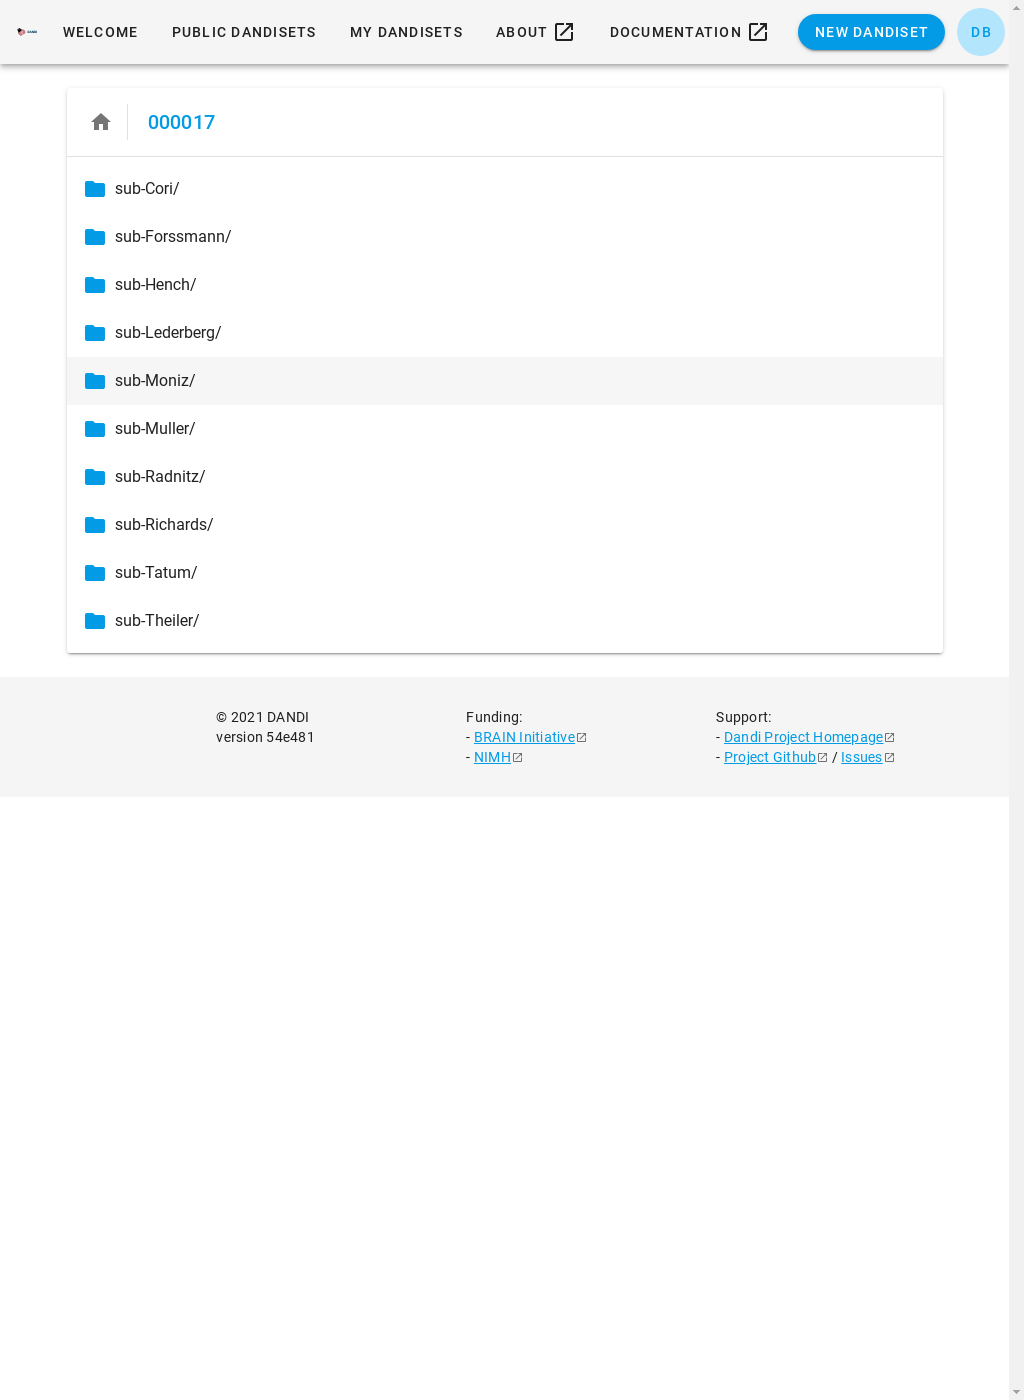 WELCOME PUBLIC DANDISETS MY DANDISETS ABOUT DOCUMENTATION NEW DANDISET DB
000017
sub-Cori/
sub-Forssmann/
sub-Hench/
sub-Lederberg/
sub-Moniz/
sub-Muller/
sub-Radnitz/
sub-Richards/
sub-Tatum/
sub-Theiler/
© 2021 DANDI
version 54e481
Funding:
- BRAIN Initiative
- NIMH
Support:
- Dandi Project Homepage
- Project Github / Issues